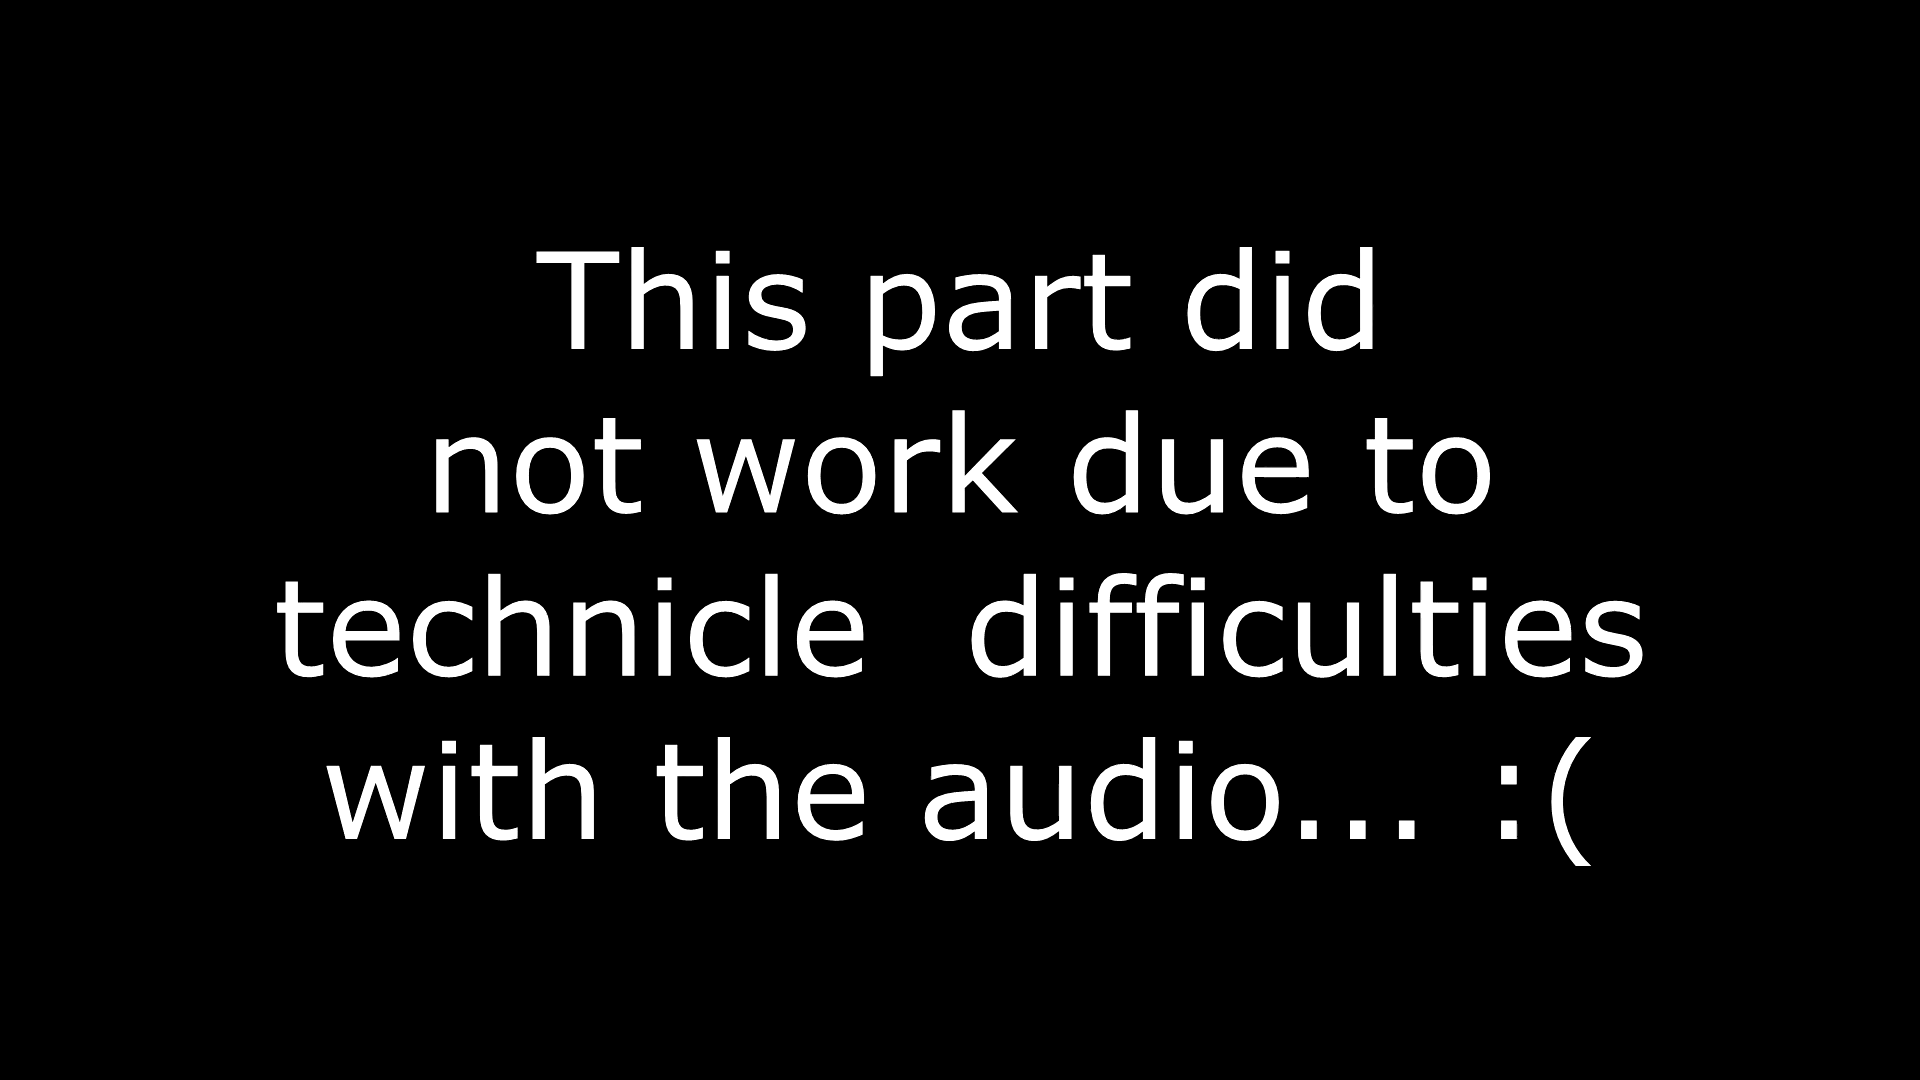 This part did
not work due to
technicle  difficulties
with the audio... :(